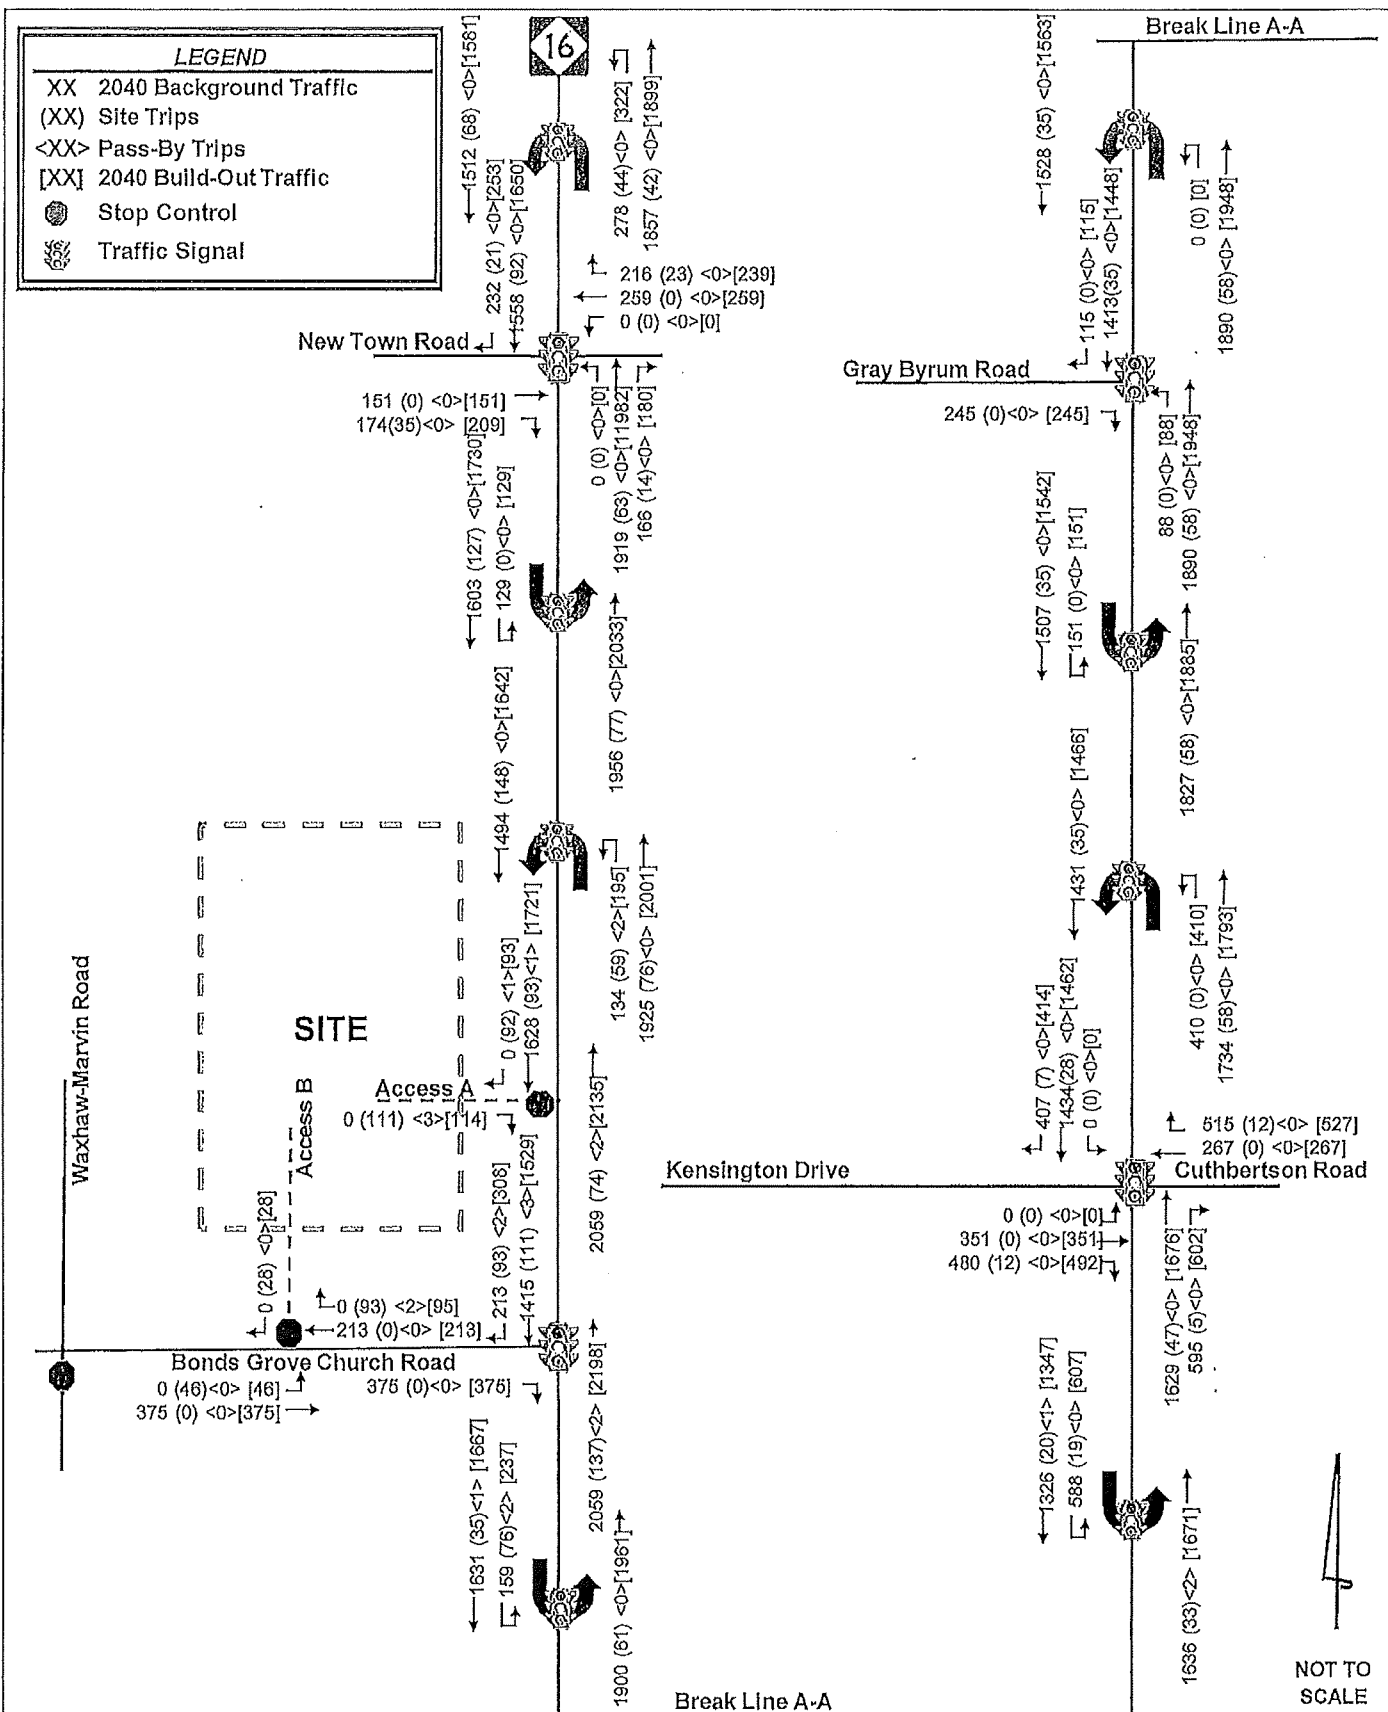 LEGEND
XX 2040 Background Traffic
(XX) Site Trips
<XX> Pass-By Trips
[XX] 2040 Build-Out Traffic
Stop Control
Traffic Signal
16
1512 (68) <0>[1581]
278 (44)<0> [322]
1857 (42) <0>[1899]
232 (21) <0>[253]
1558 (92) <0>[1650]
216 (23) <0>[239]
259 (0) <0>[259]
0 (0) <0>[0]
New Town Road
151 (0) <0>[151]
174(35)<0> [209]
0 (0) <0>[0]
1919 (63) <0>[11982]
166 (14)<0> [180]
1603 (127) <0>[1730]
129 (0)<0> [129]
1956 (77) <0>[2033]
1494 (148) <0>[1642]
134 (59) <2>[195]
1925 (76)<0> [2001]
0 (92) <1>[93]
1628 (93)<1> [1721]
SITE
Access A
0 (111) <3>[114]
2059 (74) <2>[2135]
Waxhaw-Marvin Road
Access B
0 (28) <0>[28]
213 (93) <2>[308]
1415 (111) <3>[1529]
0 (93) <2>[95]
213 (0)<0> [213]
Bonds Grove Church Road
0 (46)<0> [46]
375 (0) <0>[375]
375 (0)<0> [375]
2059 (137)<2> [2198]
1631 (35)<1> [1667]
159 (76)<2> [237]
1900 (61) <0>[1961]
Break Line A-A
Break Line A-A
1528 (35) <0>[1563]
0 (0) [0]
1890 (58)<0> [1948]
115 (0)<0> [115]
1413(35) <0>[1448]
Gray Byrum Road
245 (0)<0> [245]
88 (0)<0> [88]
1890 (58) <0>[1948]
1507 (35) <0>[1542]
151 (0)<0> [151]
1827 (58) <0>[1885]
1431 (35)<0> [1466]
410 (0)<0> [410]
1734 (58)<0> [1793]
407 (7) <0>[414]
1434(28) <0>[1462]
0 (0) <0>[0]
515 (12)<0> [527]
267 (0) <0>[267]
Kensington Drive
Cuthbertson Road
0 (0) <0>[0]
351 (0) <0>[351]
480 (12) <0>[492]
1629 (47)<0> [1676]
595 (5)<0> [602]
1326 (20)<1> [1347]
588 (19)<0> [607]
1636 (33)<2> [1671]
NOT TO
SCALE